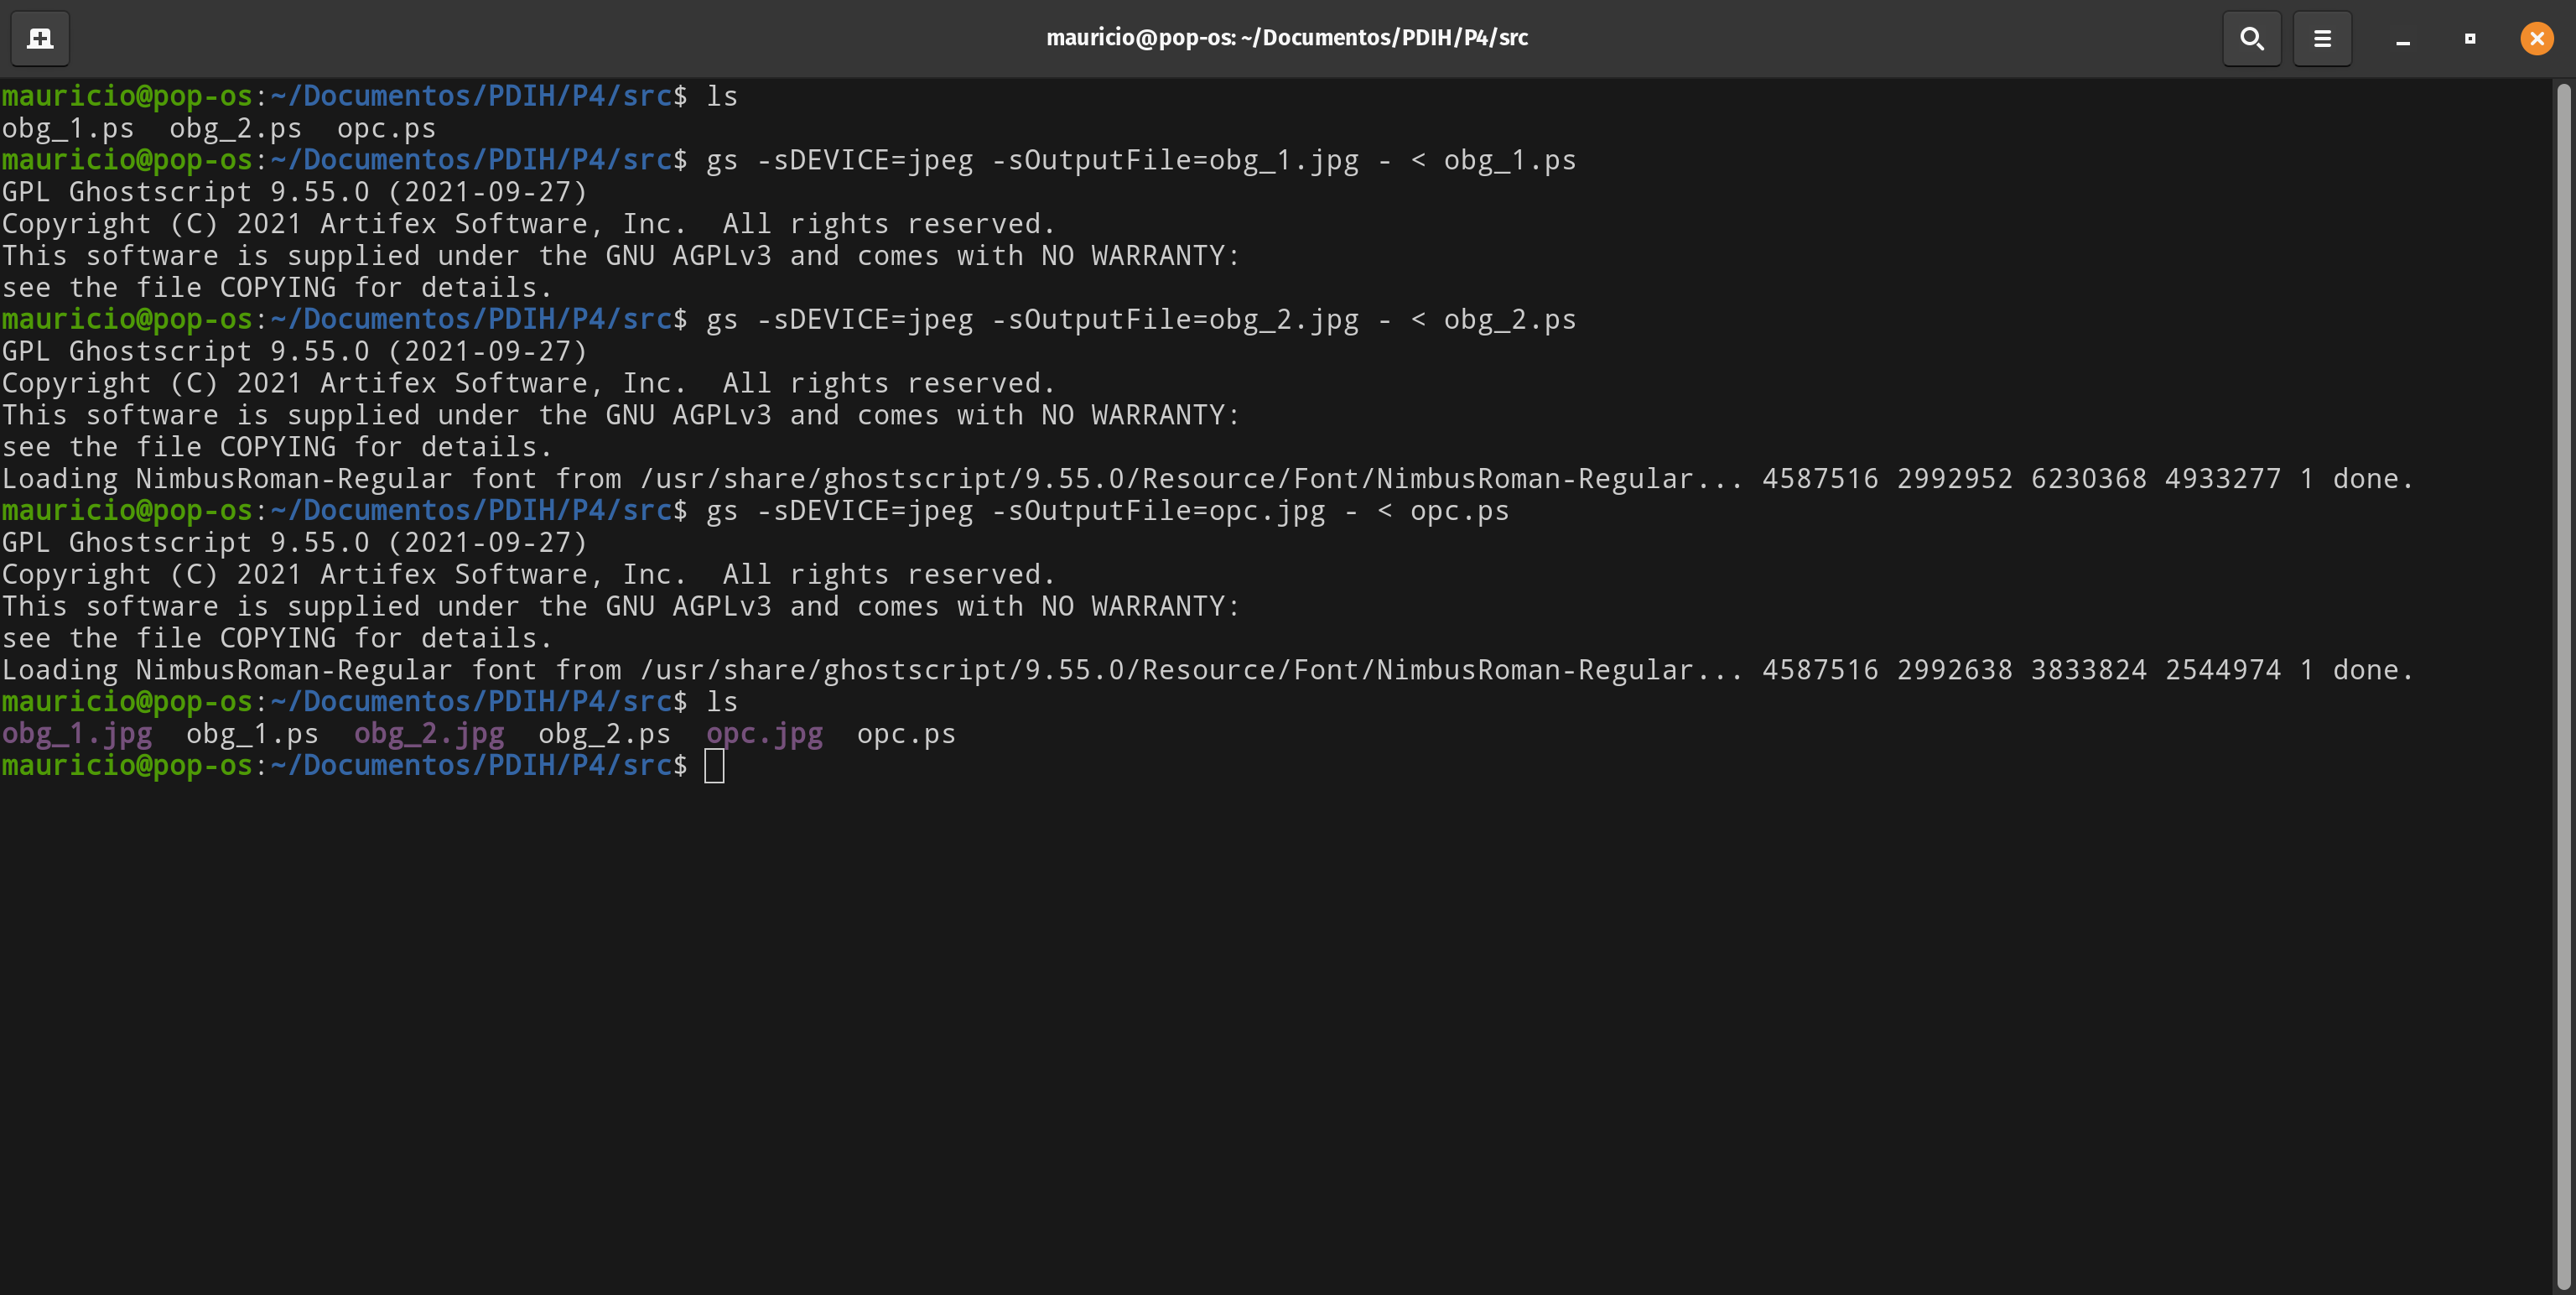 mauricio@pop-os: ~/Documentos/PDIH/P4/src
mauricio@pop-os:~/Documentos/PDIH/P4/src$ ls
obg_1.ps  obg_2.ps  opc.ps
mauricio@pop-os:~/Documentos/PDIH/P4/src$ gs -sDEVICE=jpeg -sOutputFile=obg_1.jpg - < obg_1.ps
GPL Ghostscript 9.55.0 (2021-09-27)
Copyright (C) 2021 Artifex Software, Inc.  All rights reserved.
This software is supplied under the GNU AGPLv3 and comes with NO WARRANTY:
see the file COPYING for details.
mauricio@pop-os:~/Documentos/PDIH/P4/src$ gs -sDEVICE=jpeg -sOutputFile=obg_2.jpg - < obg_2.ps
GPL Ghostscript 9.55.0 (2021-09-27)
Copyright (C) 2021 Artifex Software, Inc.  All rights reserved.
This software is supplied under the GNU AGPLv3 and comes with NO WARRANTY:
see the file COPYING for details.
Loading NimbusRoman-Regular font from /usr/share/ghostscript/9.55.0/Resource/Font/NimbusRoman-Regular... 4587516 2992952 6230368 4933277 1 done.
mauricio@pop-os:~/Documentos/PDIH/P4/src$ gs -sDEVICE=jpeg -sOutputFile=opc.jpg - < opc.ps
GPL Ghostscript 9.55.0 (2021-09-27)
Copyright (C) 2021 Artifex Software, Inc.  All rights reserved.
This software is supplied under the GNU AGPLv3 and comes with NO WARRANTY:
see the file COPYING for details.
Loading NimbusRoman-Regular font from /usr/share/ghostscript/9.55.0/Resource/Font/NimbusRoman-Regular... 4587516 2992638 3833824 2544974 1 done.
mauricio@pop-os:~/Documentos/PDIH/P4/src$ ls
obg_1.jpg  obg_1.ps  obg_2.jpg  obg_2.ps  opc.jpg  opc.ps
mauricio@pop-os:~/Documentos/PDIH/P4/src$